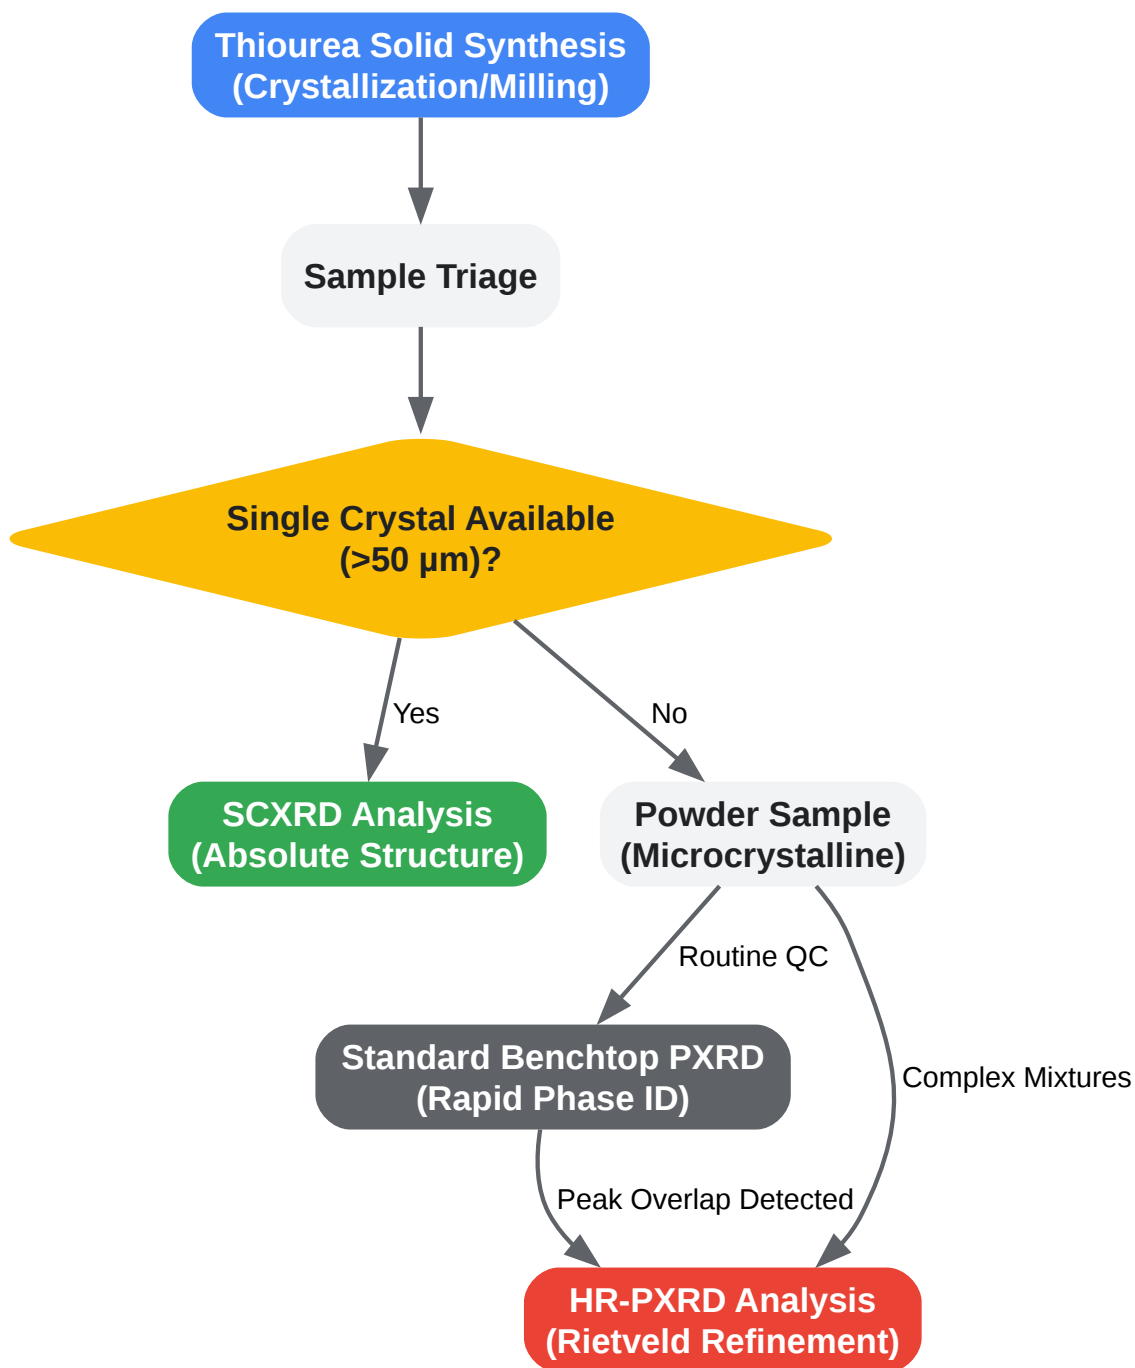 Thiourea Solid Synthesis
(Crystallization/Milling)
Sample Triage
Single Crystal Available
(>50 µm)?
Yes
No
SCXRD Analysis
(Absolute Structure)
Powder Sample
(Microcrystalline)
Routine QC
Standard Benchtop PXRD
(Rapid Phase ID)
Complex Mixtures
Peak Overlap Detected
HR-PXRD Analysis
(Rietveld Refinement)